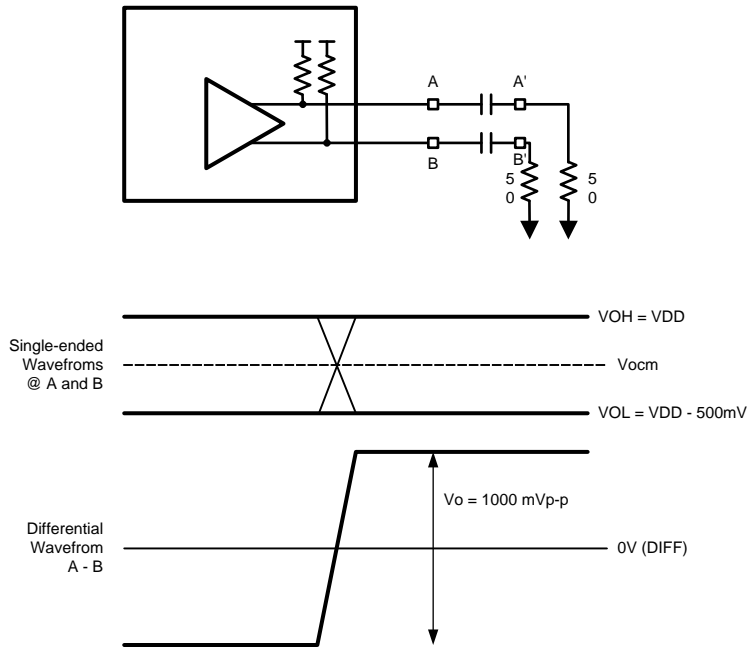 A
A'
B
B'
5
0
5
0
VOH = VDD
Single-ended
Wavefroms
@ A and B
Vocm
VOL = VDD - 500mV
Vo = 1000 mVp-p
Differential
Wavefrom
A - B
0V (DIFF)